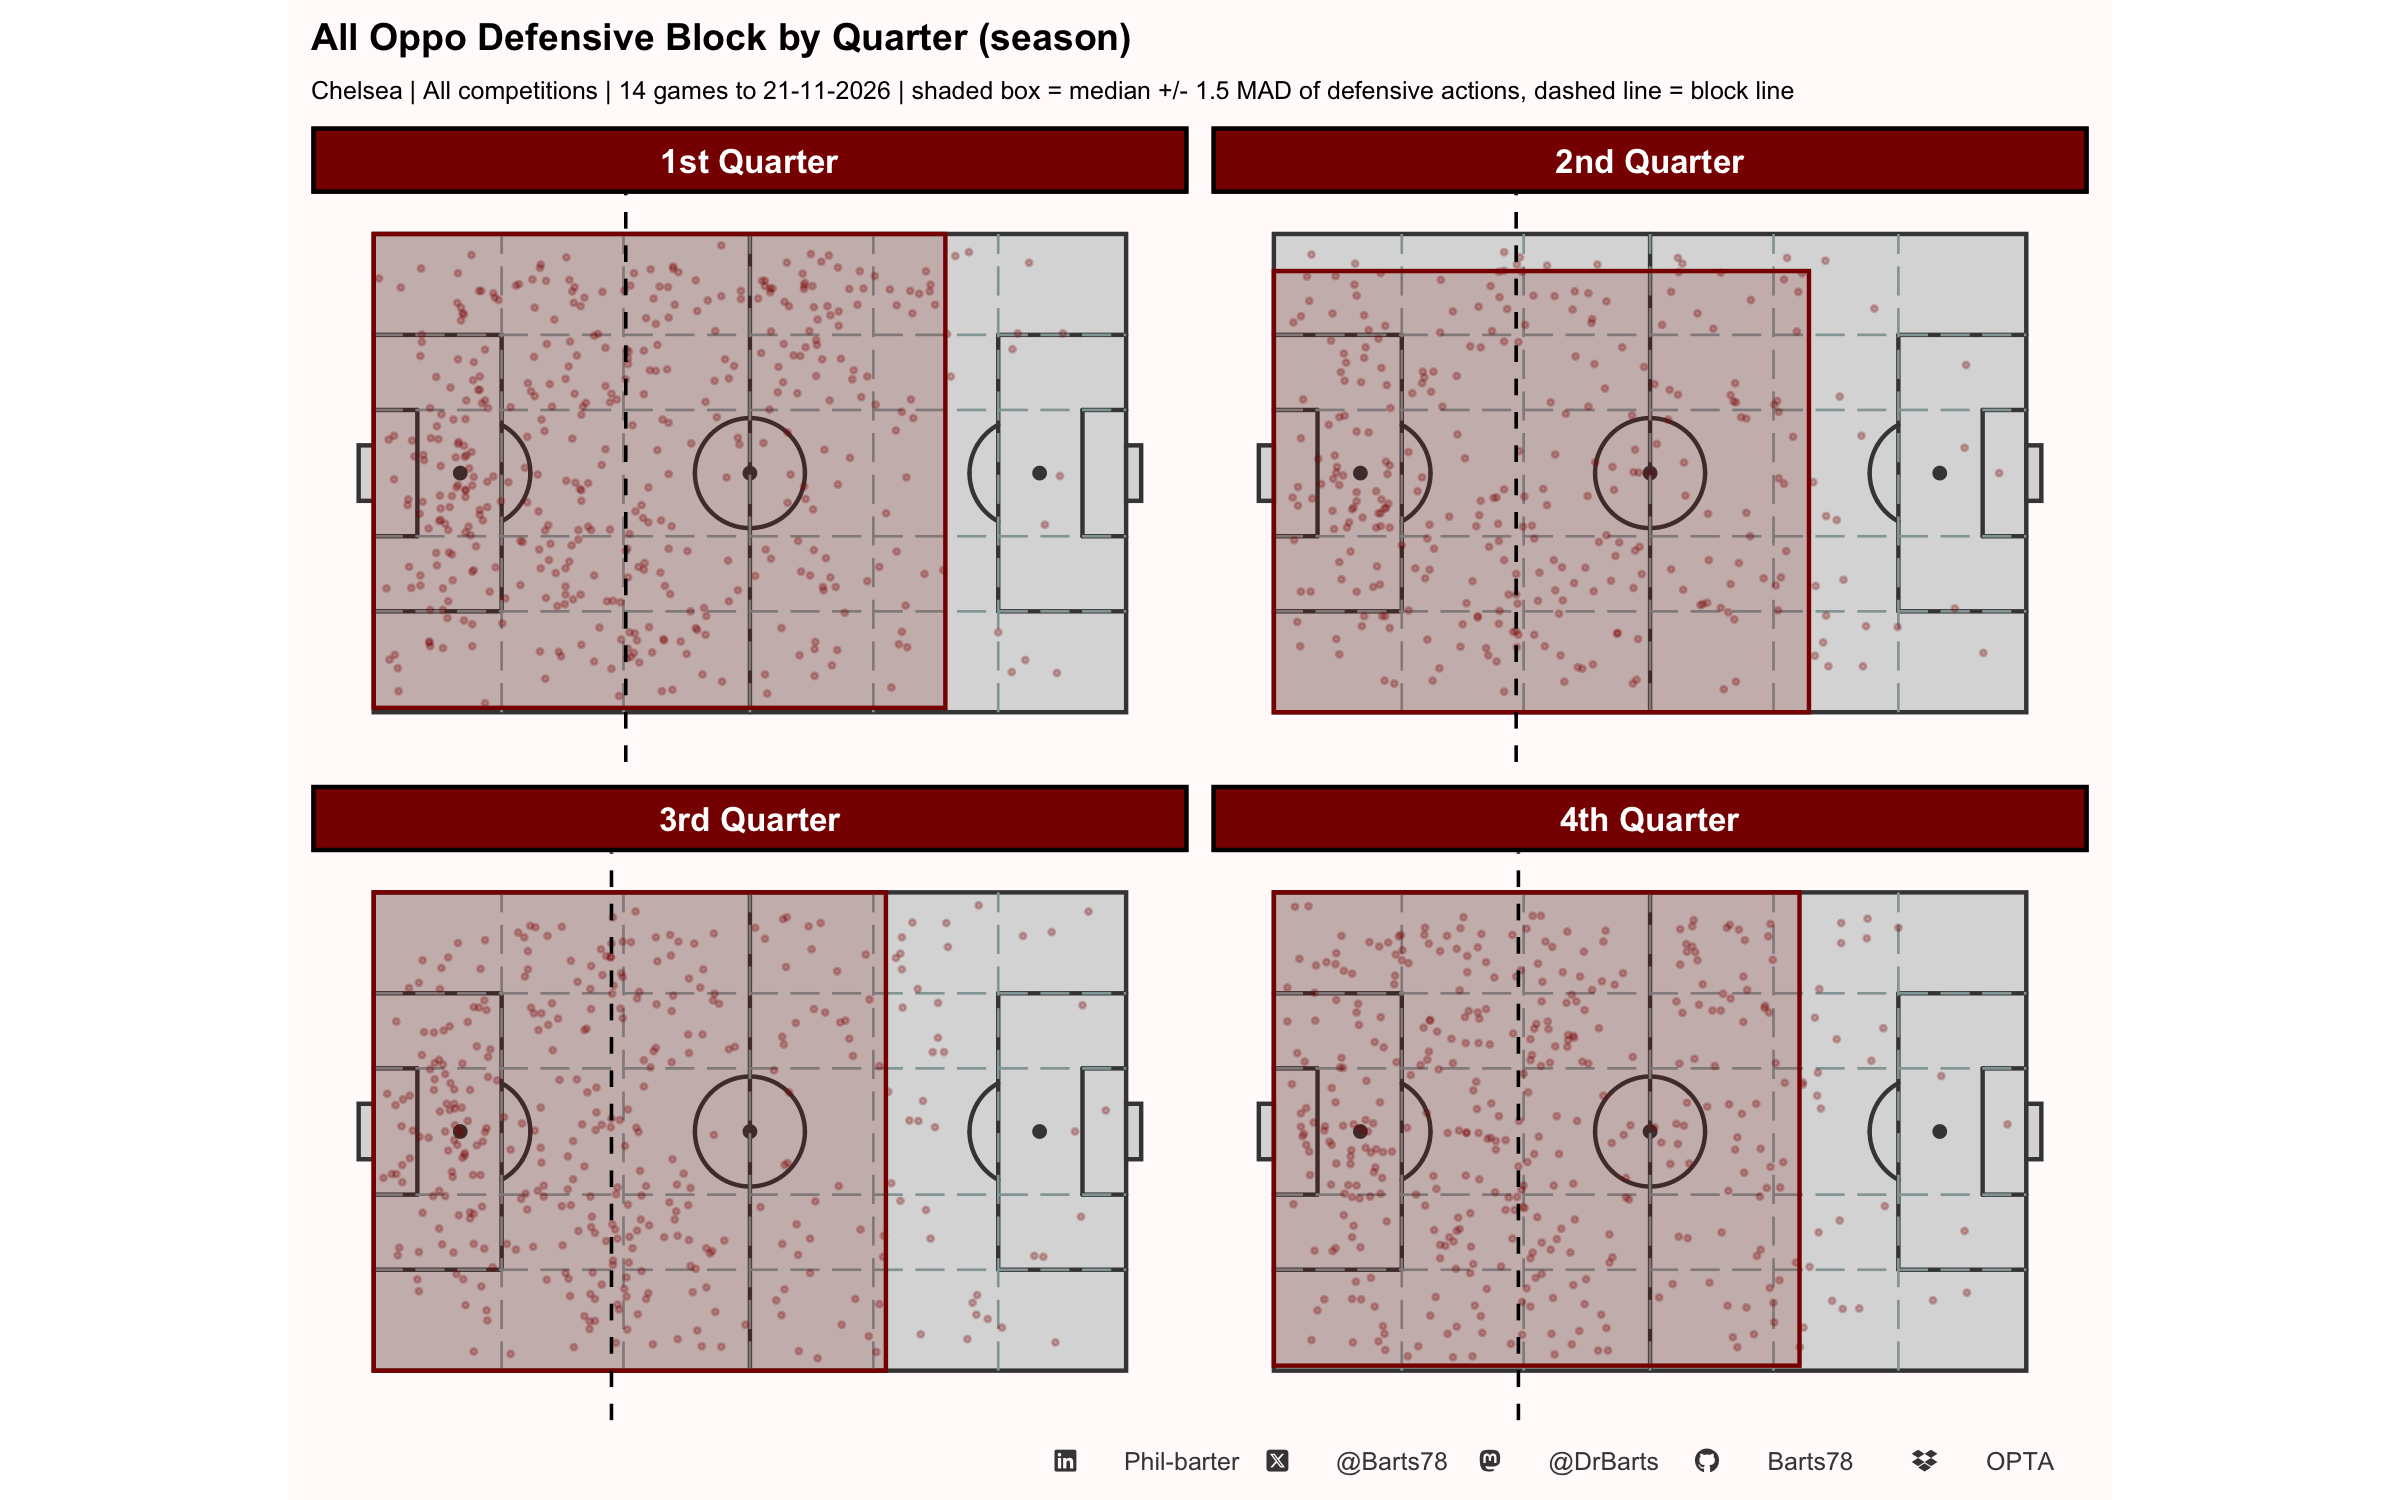 All Oppo Defensive Block by Quarter (season)
Chelsea | All competitions | 14 games to 21-11-2026 | shaded box = median +/- 1.5 MAD of defensive actions, dashed line = block line
1st Quarter
2nd Quarter
3rd Quarter
4th Quarter
Phil-barter @Barts78 @DrBarts Barts78 OPTA